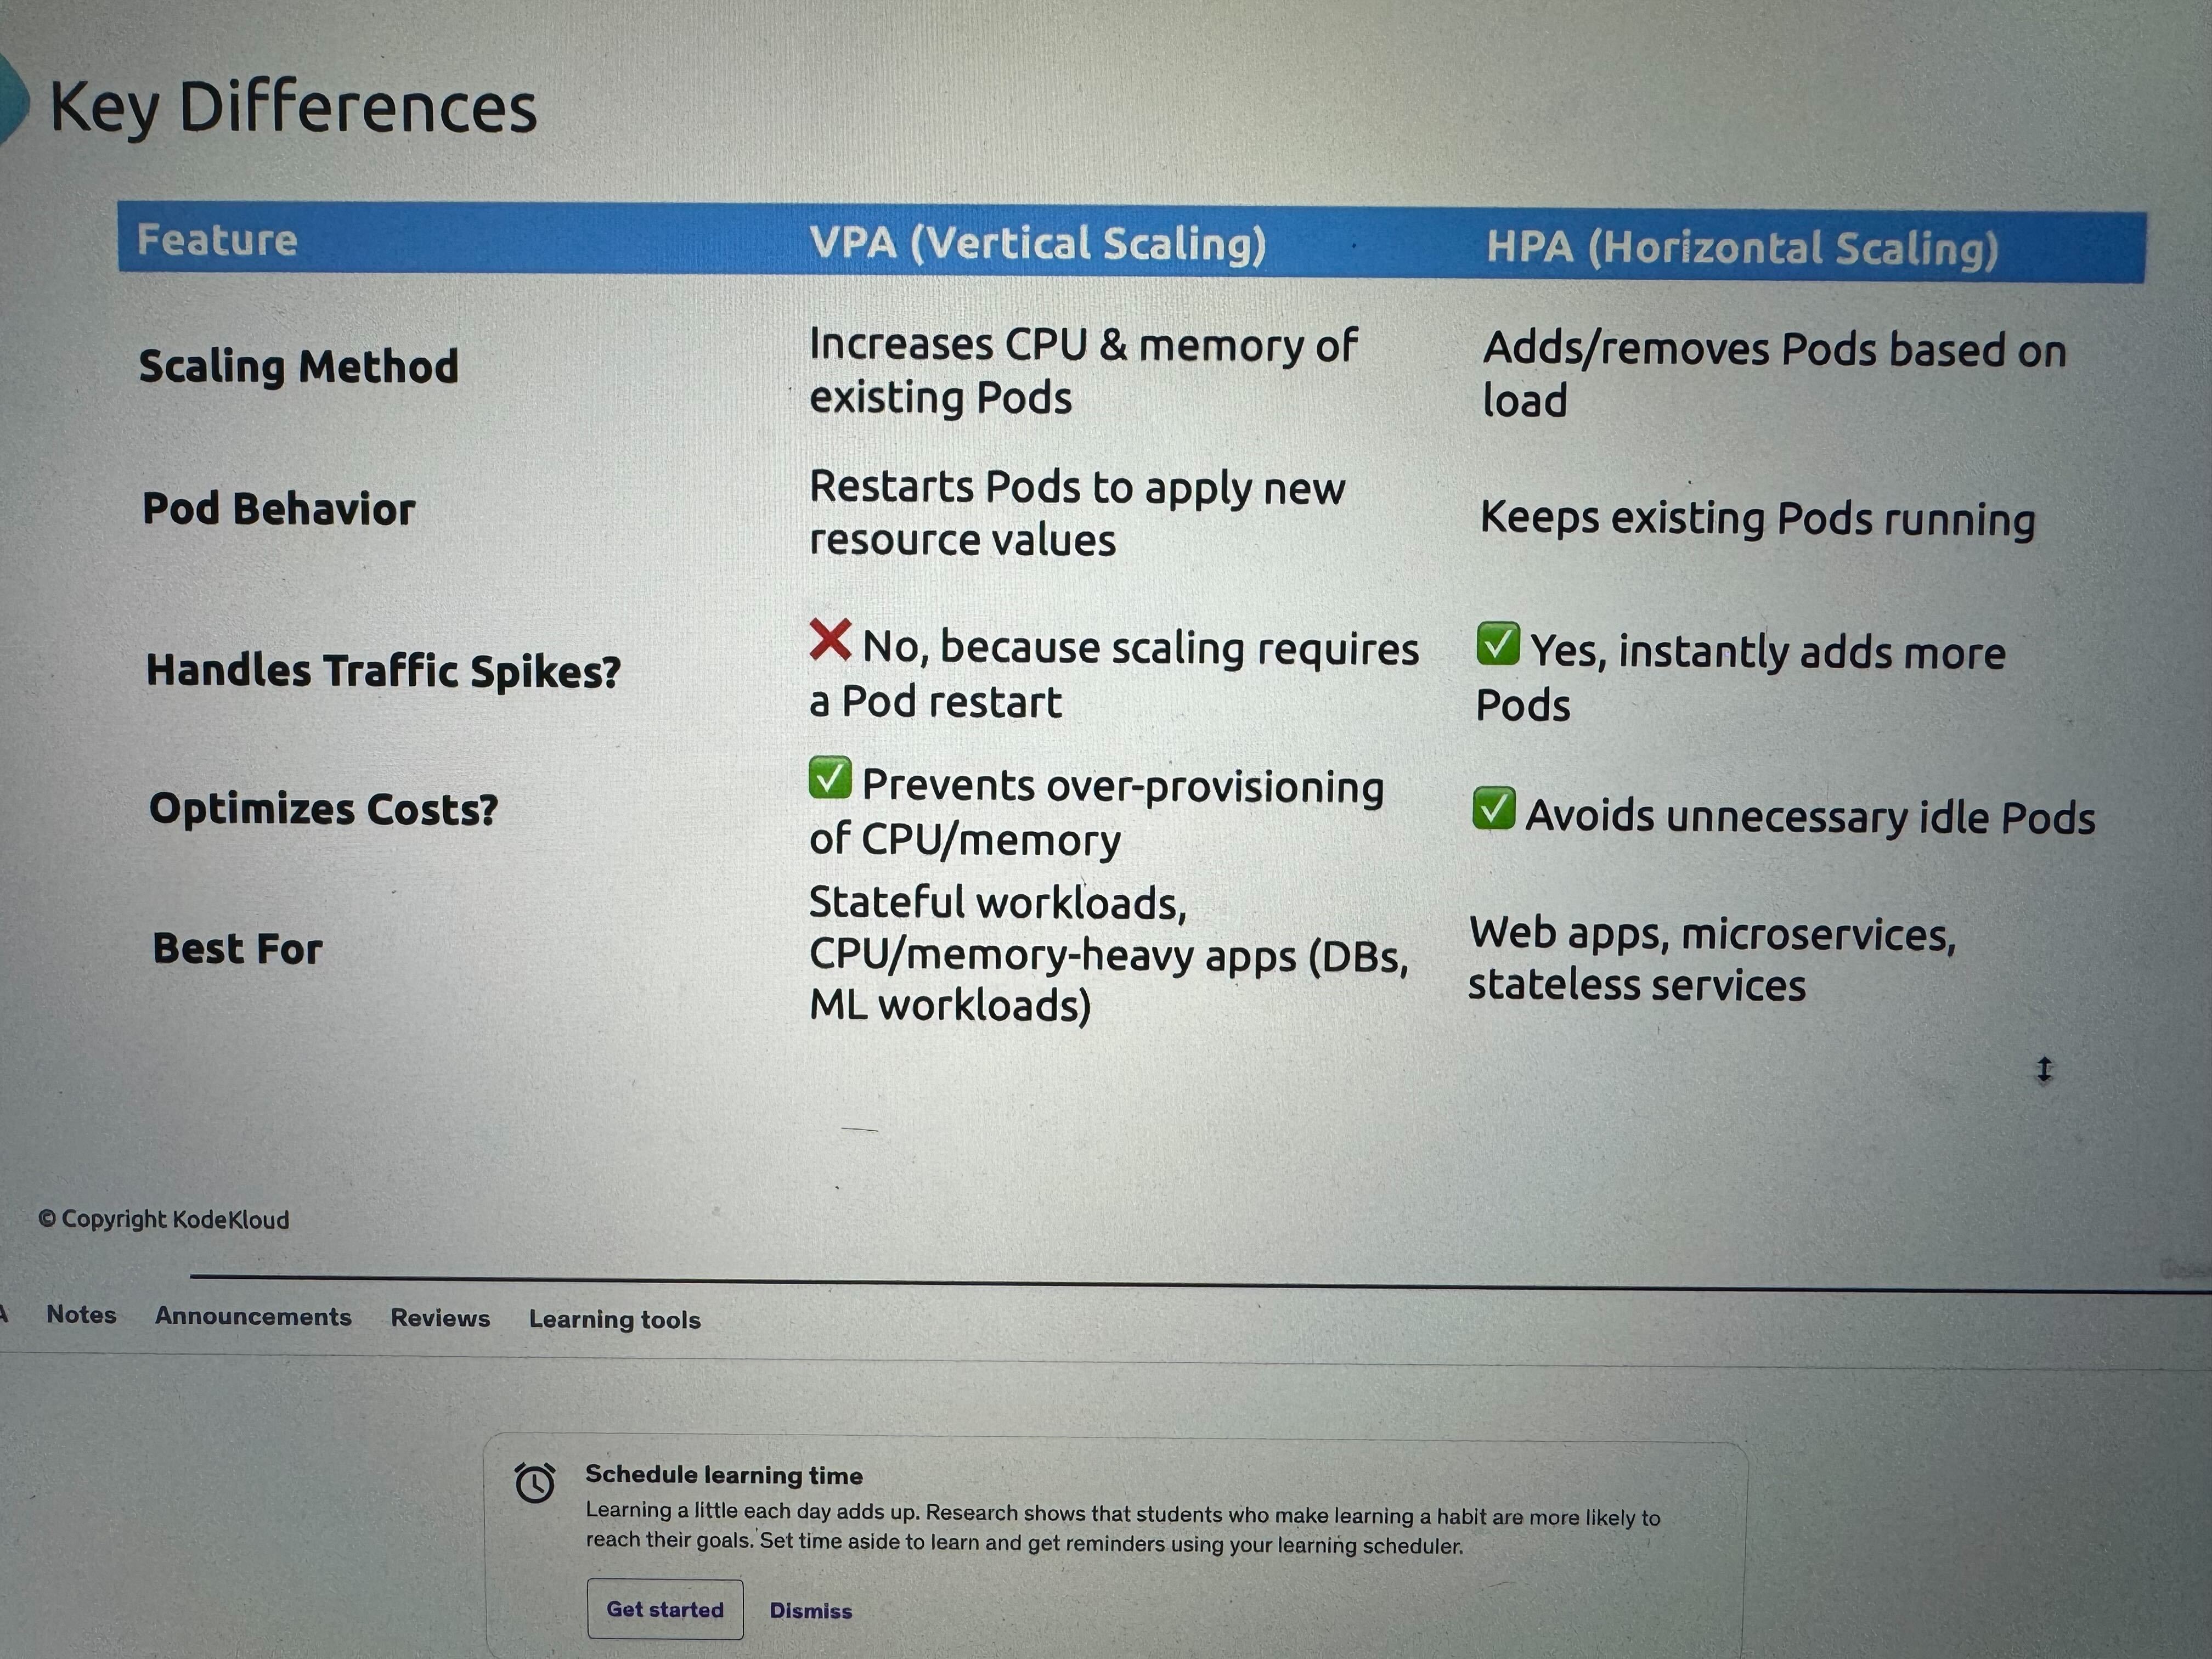 Key Differences
Feature
VPA (Vertical Scaling)
HPA (Horizontal Scaling)
Scaling Method
Increases CPU & memory of
existing Pods
Adds/removes Pods based on
load
Pod Behavior
Restarts Pods to apply new
resource values
Keeps existing Pods running
Handles Traffic Spikes?
❌ No, because scaling requires
a Pod restart
✅ Yes, instantly adds more
Pods
Optimizes Costs?
✅ Prevents over-provisioning
of CPU/memory
✅ Avoids unnecessary idle Pods
Best For
Stateful workloads,
CPU/memory-heavy apps (DBs,
ML workloads)
Web apps, microservices,
stateless services
© Copyright KodeKloud
Notes Announcements Reviews Learning tools
Schedule learning time
Learning a little each day adds up. Research shows that students who make learning a habit are more likely to
reach their goals. Set time aside to learn and get reminders using your learning scheduler.
Get started Dismiss